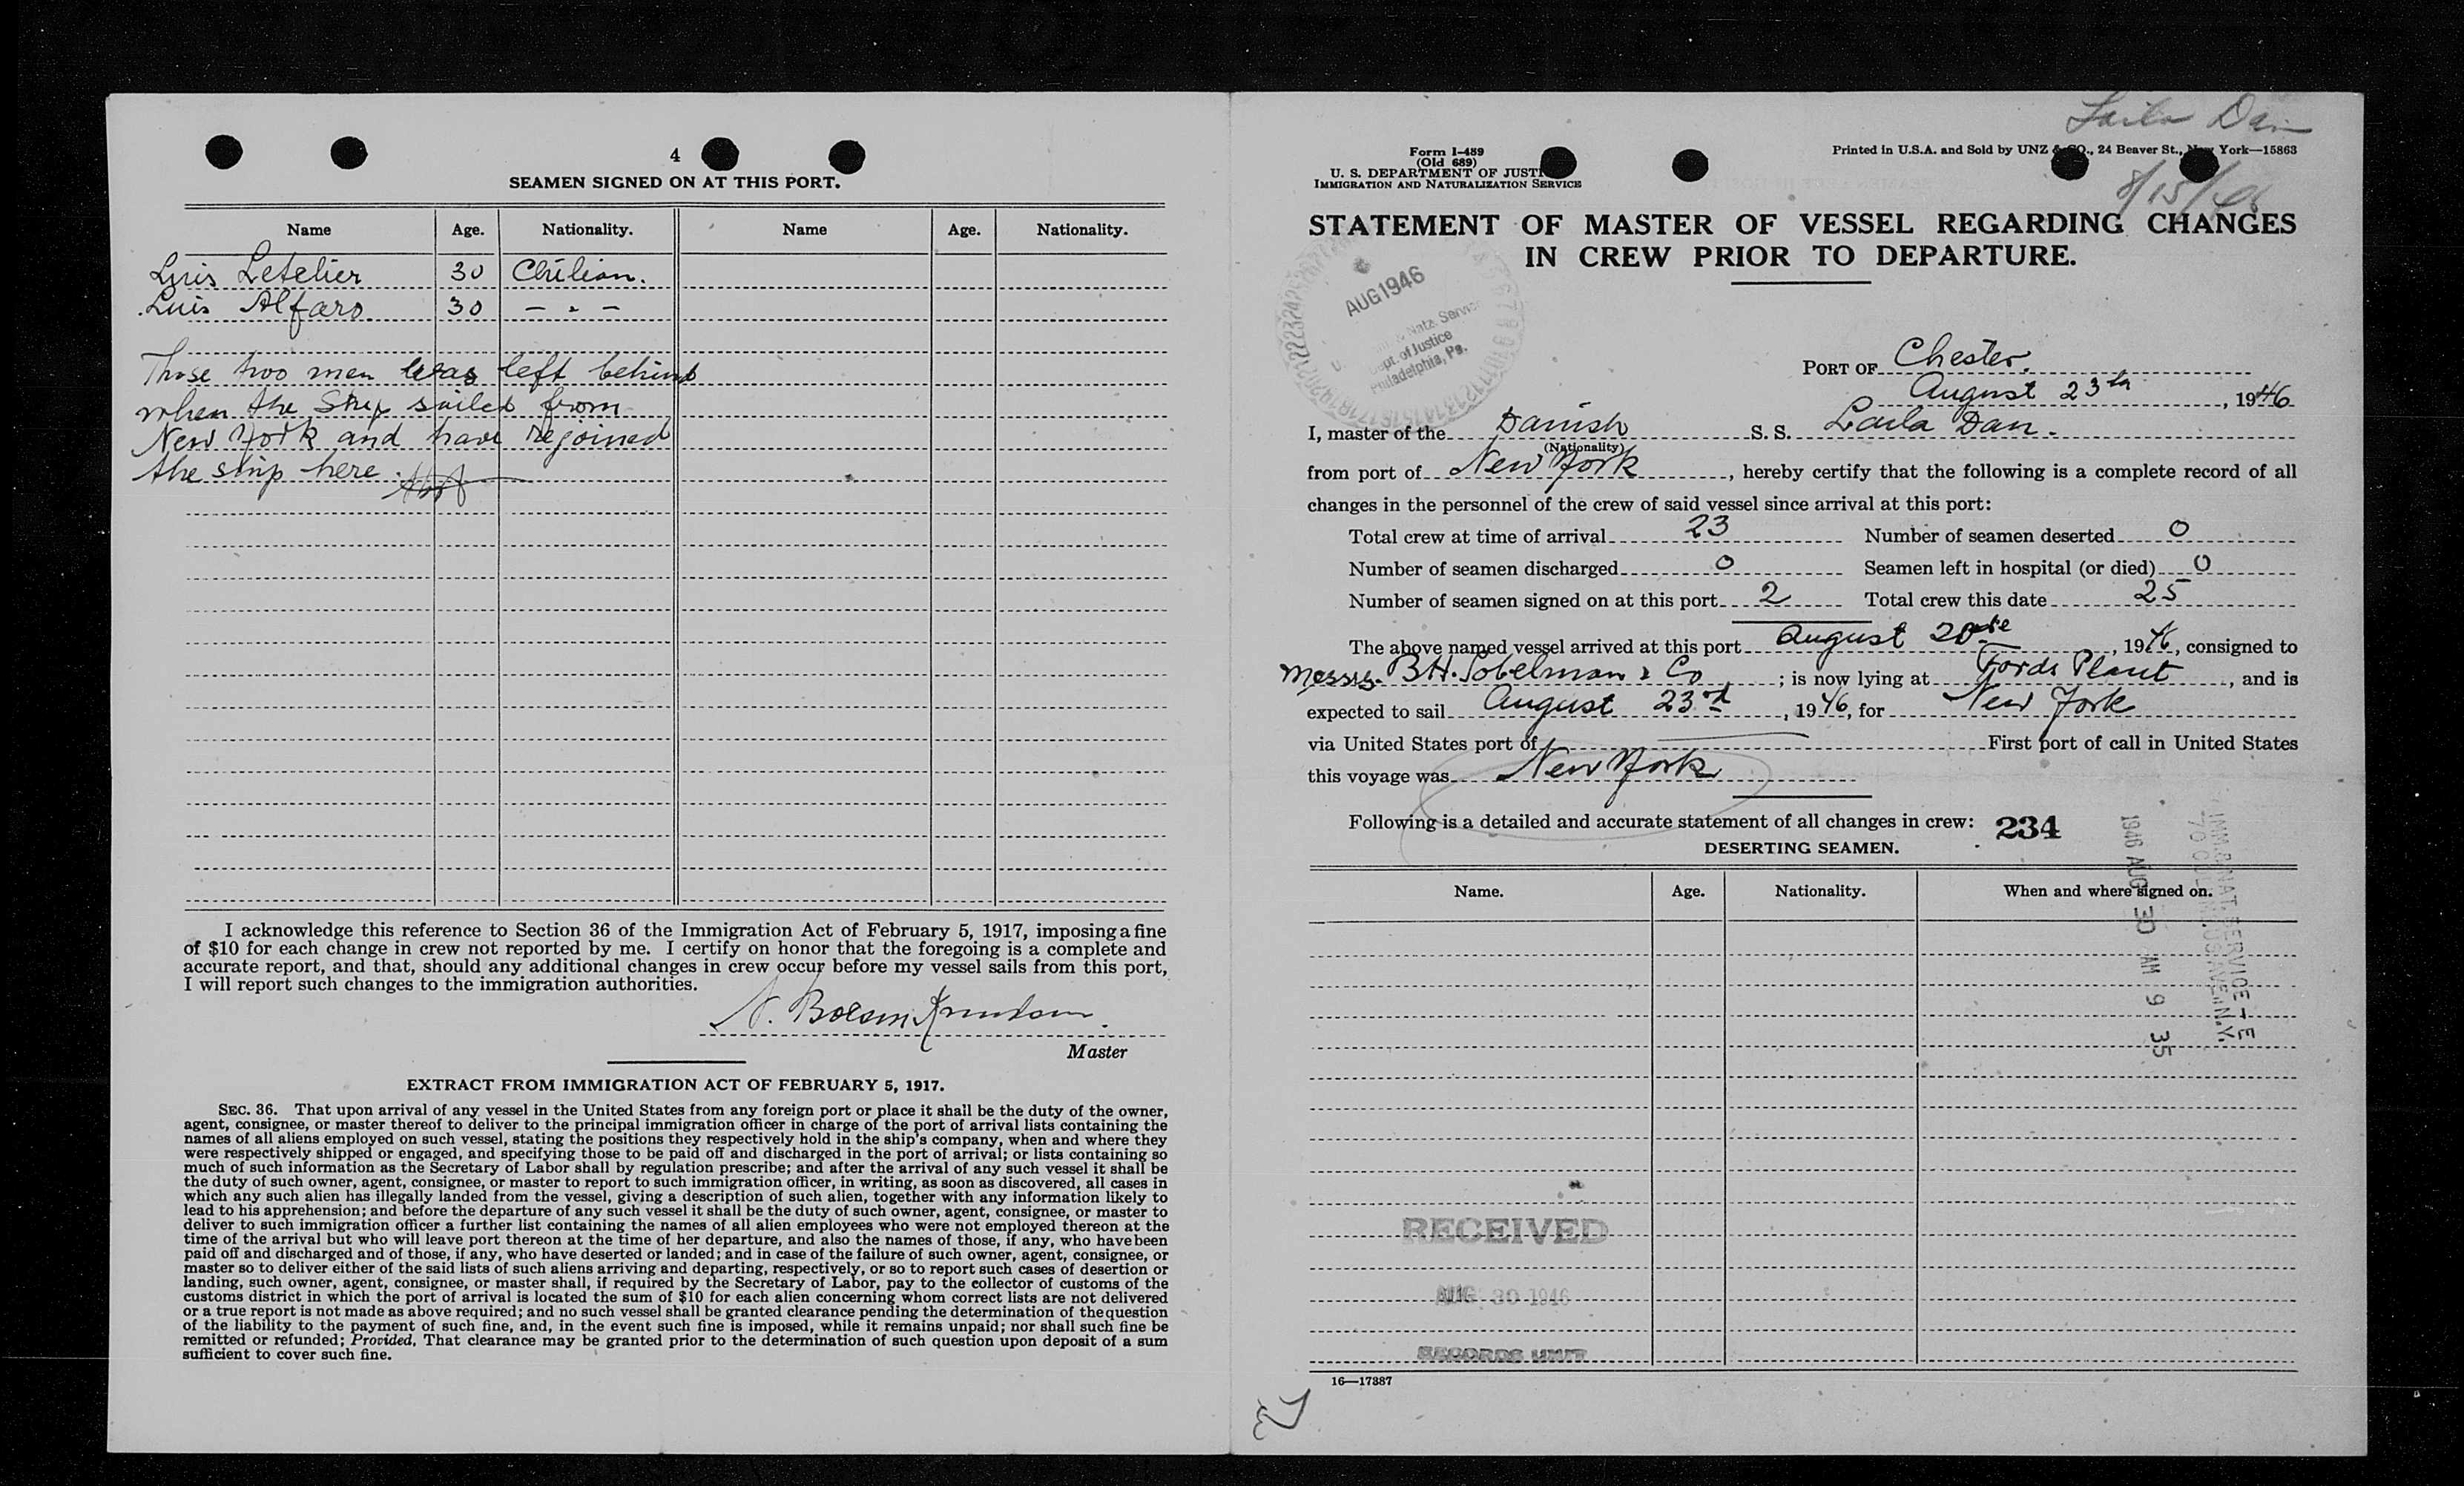 4
SEAMEN SIGNED ON AT THIS PORT.
Name Age. Nationality. Name Age. Nationality.
Luis Letelier 30 Chilian.
Luis Alfaro 30 — " —
Those two men was left behind
when the Ship sailed from
New York and have rejoined
the ship here.
I acknowledge this reference to Section 36 of the Immigration Act of February 5, 1917, imposing a fine
of $10 for each change in crew not reported by me. I certify on honor that the foregoing is a complete and
accurate report, and that, should any additional changes in crew occur before my vessel sails from this port,
I will report such changes to the immigration authorities.
Master
EXTRACT FROM IMMIGRATION ACT OF FEBRUARY 5, 1917.
SEC. 36. That upon arrival of any vessel in the United States from any foreign port or place it shall be the duty of the owner,
agent, consignee, or master thereof to deliver to the principal immigration officer in charge of the port of arrival lists containing the
names of all aliens employed on such vessel, stating the positions they respectively hold in the ship's company, when and where they
were respectively shipped or engaged, and specifying those to be paid off and discharged in the port of arrival; or lists containing so
much of such information as the Secretary of Labor shall by regulation prescribe; and after the arrival of any such vessel it shall be
the duty of such owner, agent, consignee, or master to report to such immigration officer, in writing, as soon as discovered, all cases in
which any such alien has illegally landed from the vessel, giving a description of such alien, together with any information likely to
lead to his apprehension; and before the departure of any such vessel it shall be the duty of such owner, agent, consignee, or master to
deliver to such immigration officer a further list containing the names of all alien employees who were not employed thereon at the
time of the arrival but who will leave port thereon at the time of her departure, and also the names of those, if any, who have been
paid off and discharged and of those, if any, who have deserted or landed; and in case of the failure of such owner, agent, consignee, or
master so to deliver either of the said lists of such aliens arriving and departing, respectively, or so to report such cases of desertion or
landing, such owner, agent, consignee, or master shall, if required by the Secretary of Labor, pay to the collector of customs of the
customs district in which the port of arrival is located the sum of $10 for each alien concerning whom correct lists are not delivered
or a true report is not made as above required; and no such vessel shall be granted clearance pending the determination of the question
of the liability to the payment of such fine, and, in the event such fine is imposed, while it remains unpaid; nor shall such fine be
remitted or refunded; Provided, That clearance may be granted prior to the determination of such question upon deposit of a sum
sufficient to cover such fine.
Laila Dan
8/15/46
Form I-489
(Old 689)
U. S. DEPARTMENT OF JUSTI
IMMIGRATION AND NATURALIZATION SERVICE
Printed in U.S.A. and Sold by UNZ & CO., 24 Beaver St., New York—15863
STATEMENT OF MASTER OF VESSEL REGARDING CHANGES
IN CREW PRIOR TO DEPARTURE.
AUG 1946
Natz. Service
Dept. of Justice
Philadelphia, Pa.
PORT OF Chester.
August 23, 1946
I, master of the Danish S. S. Laila Dan.
(Nationality)
from port of New York, hereby certify that the following is a complete record of all
changes in the personnel of the crew of said vessel since arrival at this port:
Total crew at time of arrival 23 Number of seamen deserted 0
Number of seamen discharged 0 Seamen left in hospital (or died) 0
Number of seamen signed on at this port 2 Total crew this date 25
The above named vessel arrived at this port August 20, 1946, consigned to
Messrs. B.H. Sobelman & Co; is now lying at Fords Plant, and is
expected to sail August 23rd, 1946, for New York
via United States port of First port of call in United States
this voyage was New York
Following is a detailed and accurate statement of all changes in crew: 234
DESERTING SEAMEN.
Name. Age. Nationality. When and where signed on.
1946 AUG 30 AM 9 35
RECEIVED
AUG 30 1946
RECORDS UNIT
16—17887